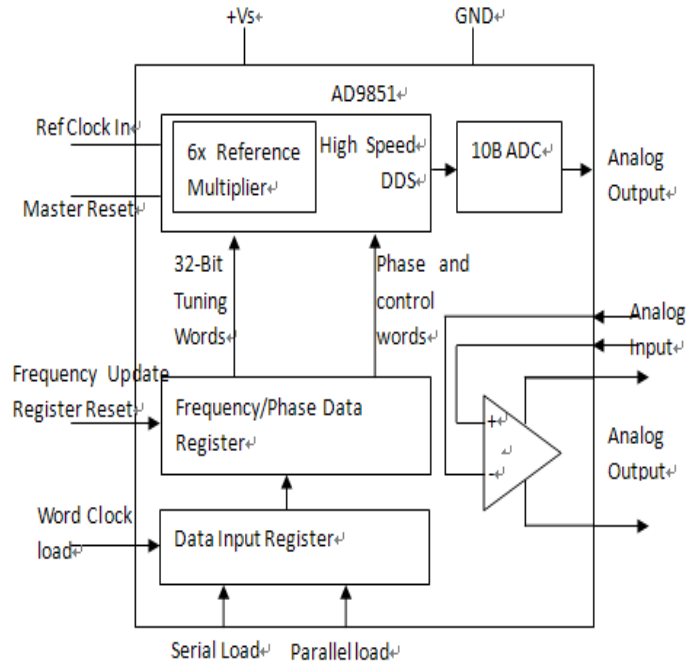 +Vs
GND
AD9851
Ref Clock In
6x Reference
Multiplier
High Speed
DDS
10B ADC
Analog
Output
Master Reset
32-Bit
Tuning
Words
Phase and
control
words
Analog
Input
Frequency Update
Register Reset
Frequency/Phase Data
Register
+
-
Analog
Output
Word Clock
load
Data Input Register
Serial Load
Parallel load